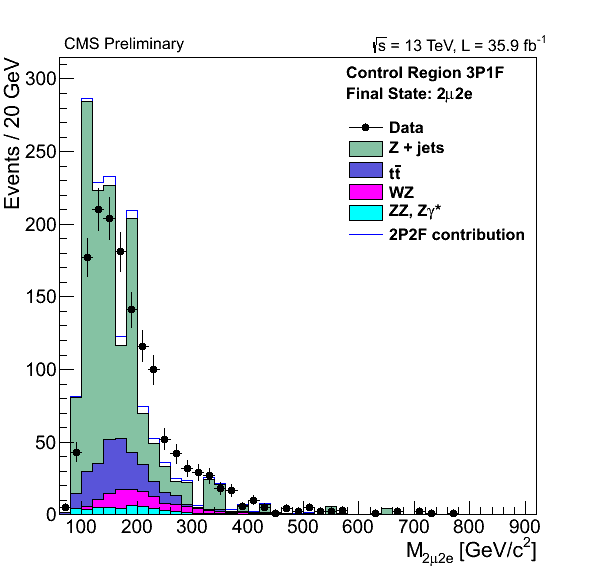 CMS Preliminary
√s = 13 TeV, L = 35.9 fb⁻¹
Events / 20 GeV
Control Region 3P1F
Final State: 2μ2e
Data
Z + jets
tt̄
WZ
ZZ, Zγ*
2P2F contribution
300
250
200
150
100
50
0
100 200 300 400 500 600 700 800 900
M₂μ₂e [GeV/c²]